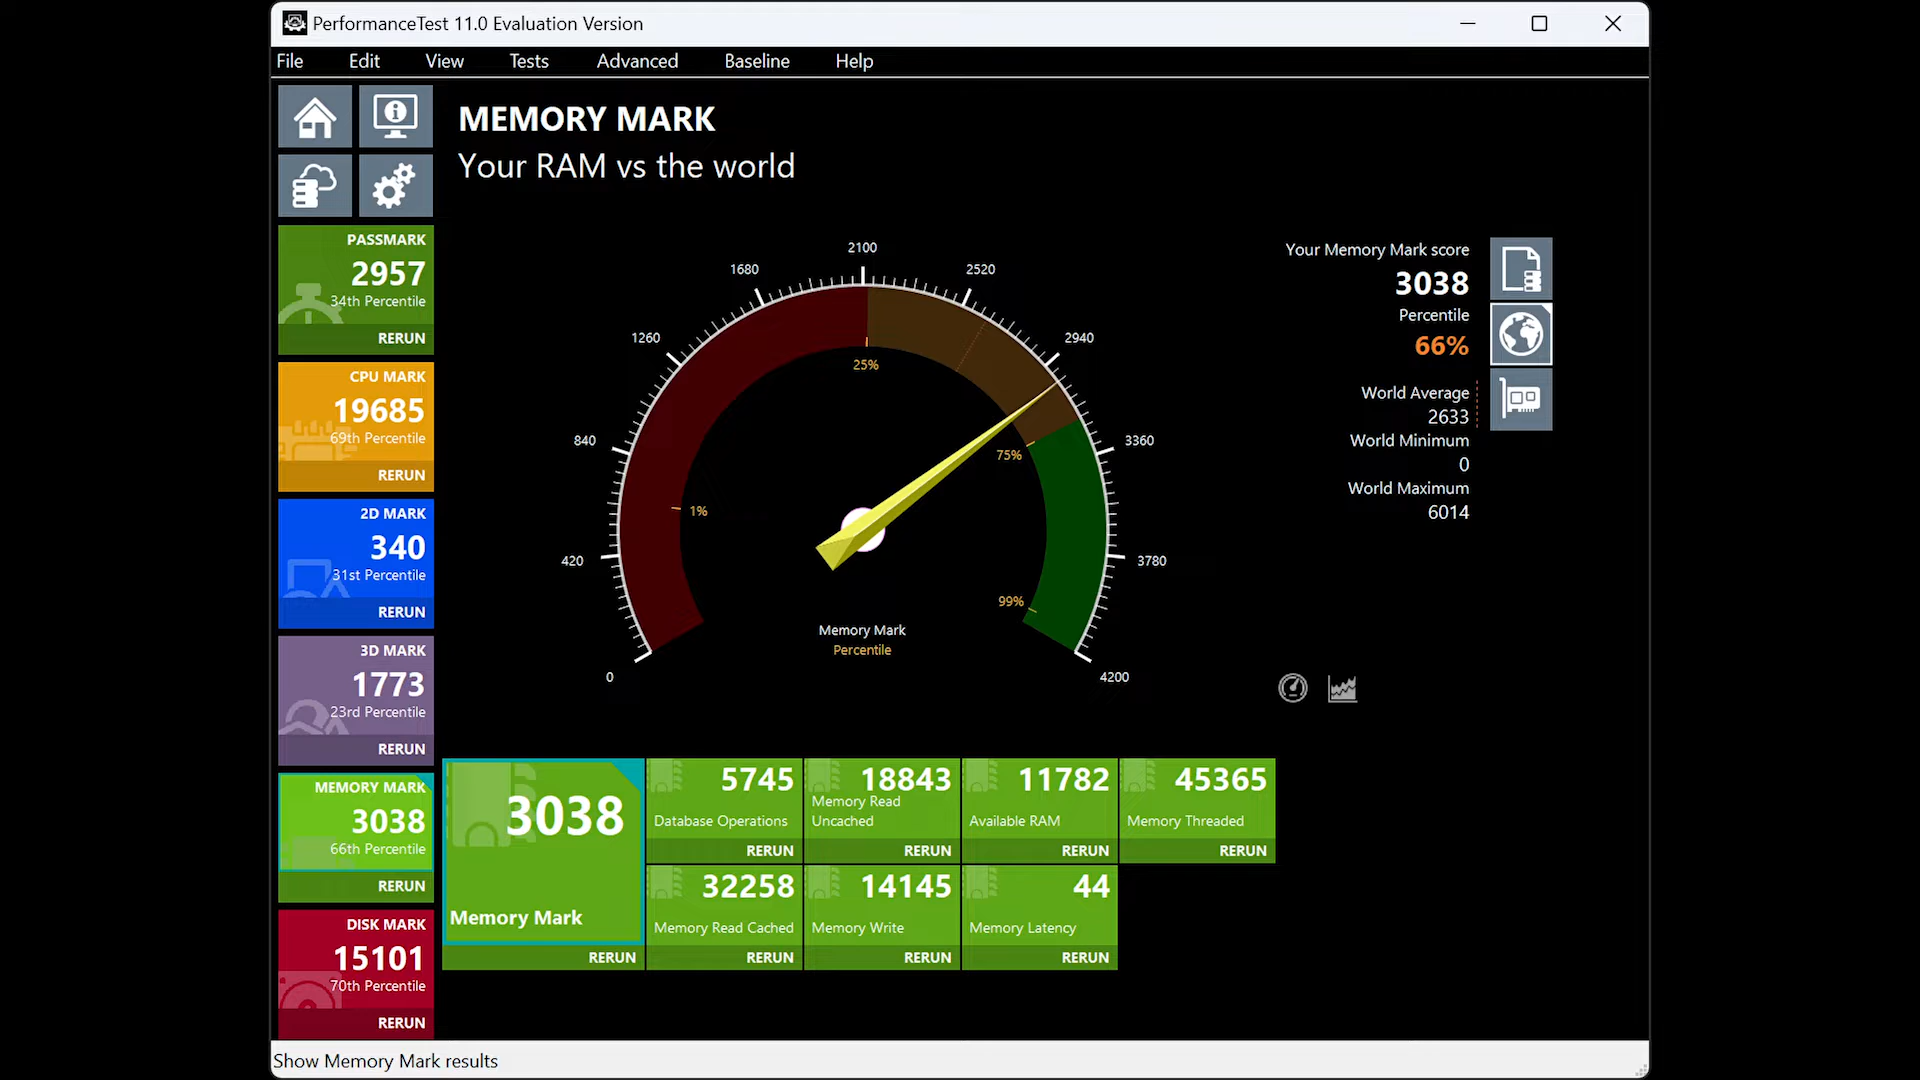 PerformanceTest 11.0 Evaluation Version
File Edit View Tests Advanced Baseline Help
MEMORY MARK
Your RAM vs the world
PASSMARK
2957
34th Percentile
RERUN
CPU MARK
19685
69th Percentile
RERUN
2D MARK
340
31st Percentile
RERUN
3D MARK
1773
23rd Percentile
RERUN
MEMORY MARK
3038
66th Percentile
RERUN
DISK MARK
15101
70th Percentile
RERUN
0
420
840
1260
1680
2100
2520
2940
3360
3780
4200
1%
25%
75%
99%
Memory Mark
Percentile
Your Memory Mark score
3038
Percentile
66%
World Average
2633
World Minimum
0
World Maximum
6014
3038
Memory Mark
RERUN
5745
Database Operations
RERUN
18843
Memory Read
Uncached
RERUN
11782
Available RAM
RERUN
45365
Memory Threaded
RERUN
32258
Memory Read Cached
RERUN
14145
Memory Write
RERUN
44
Memory Latency
RERUN
Show Memory Mark results